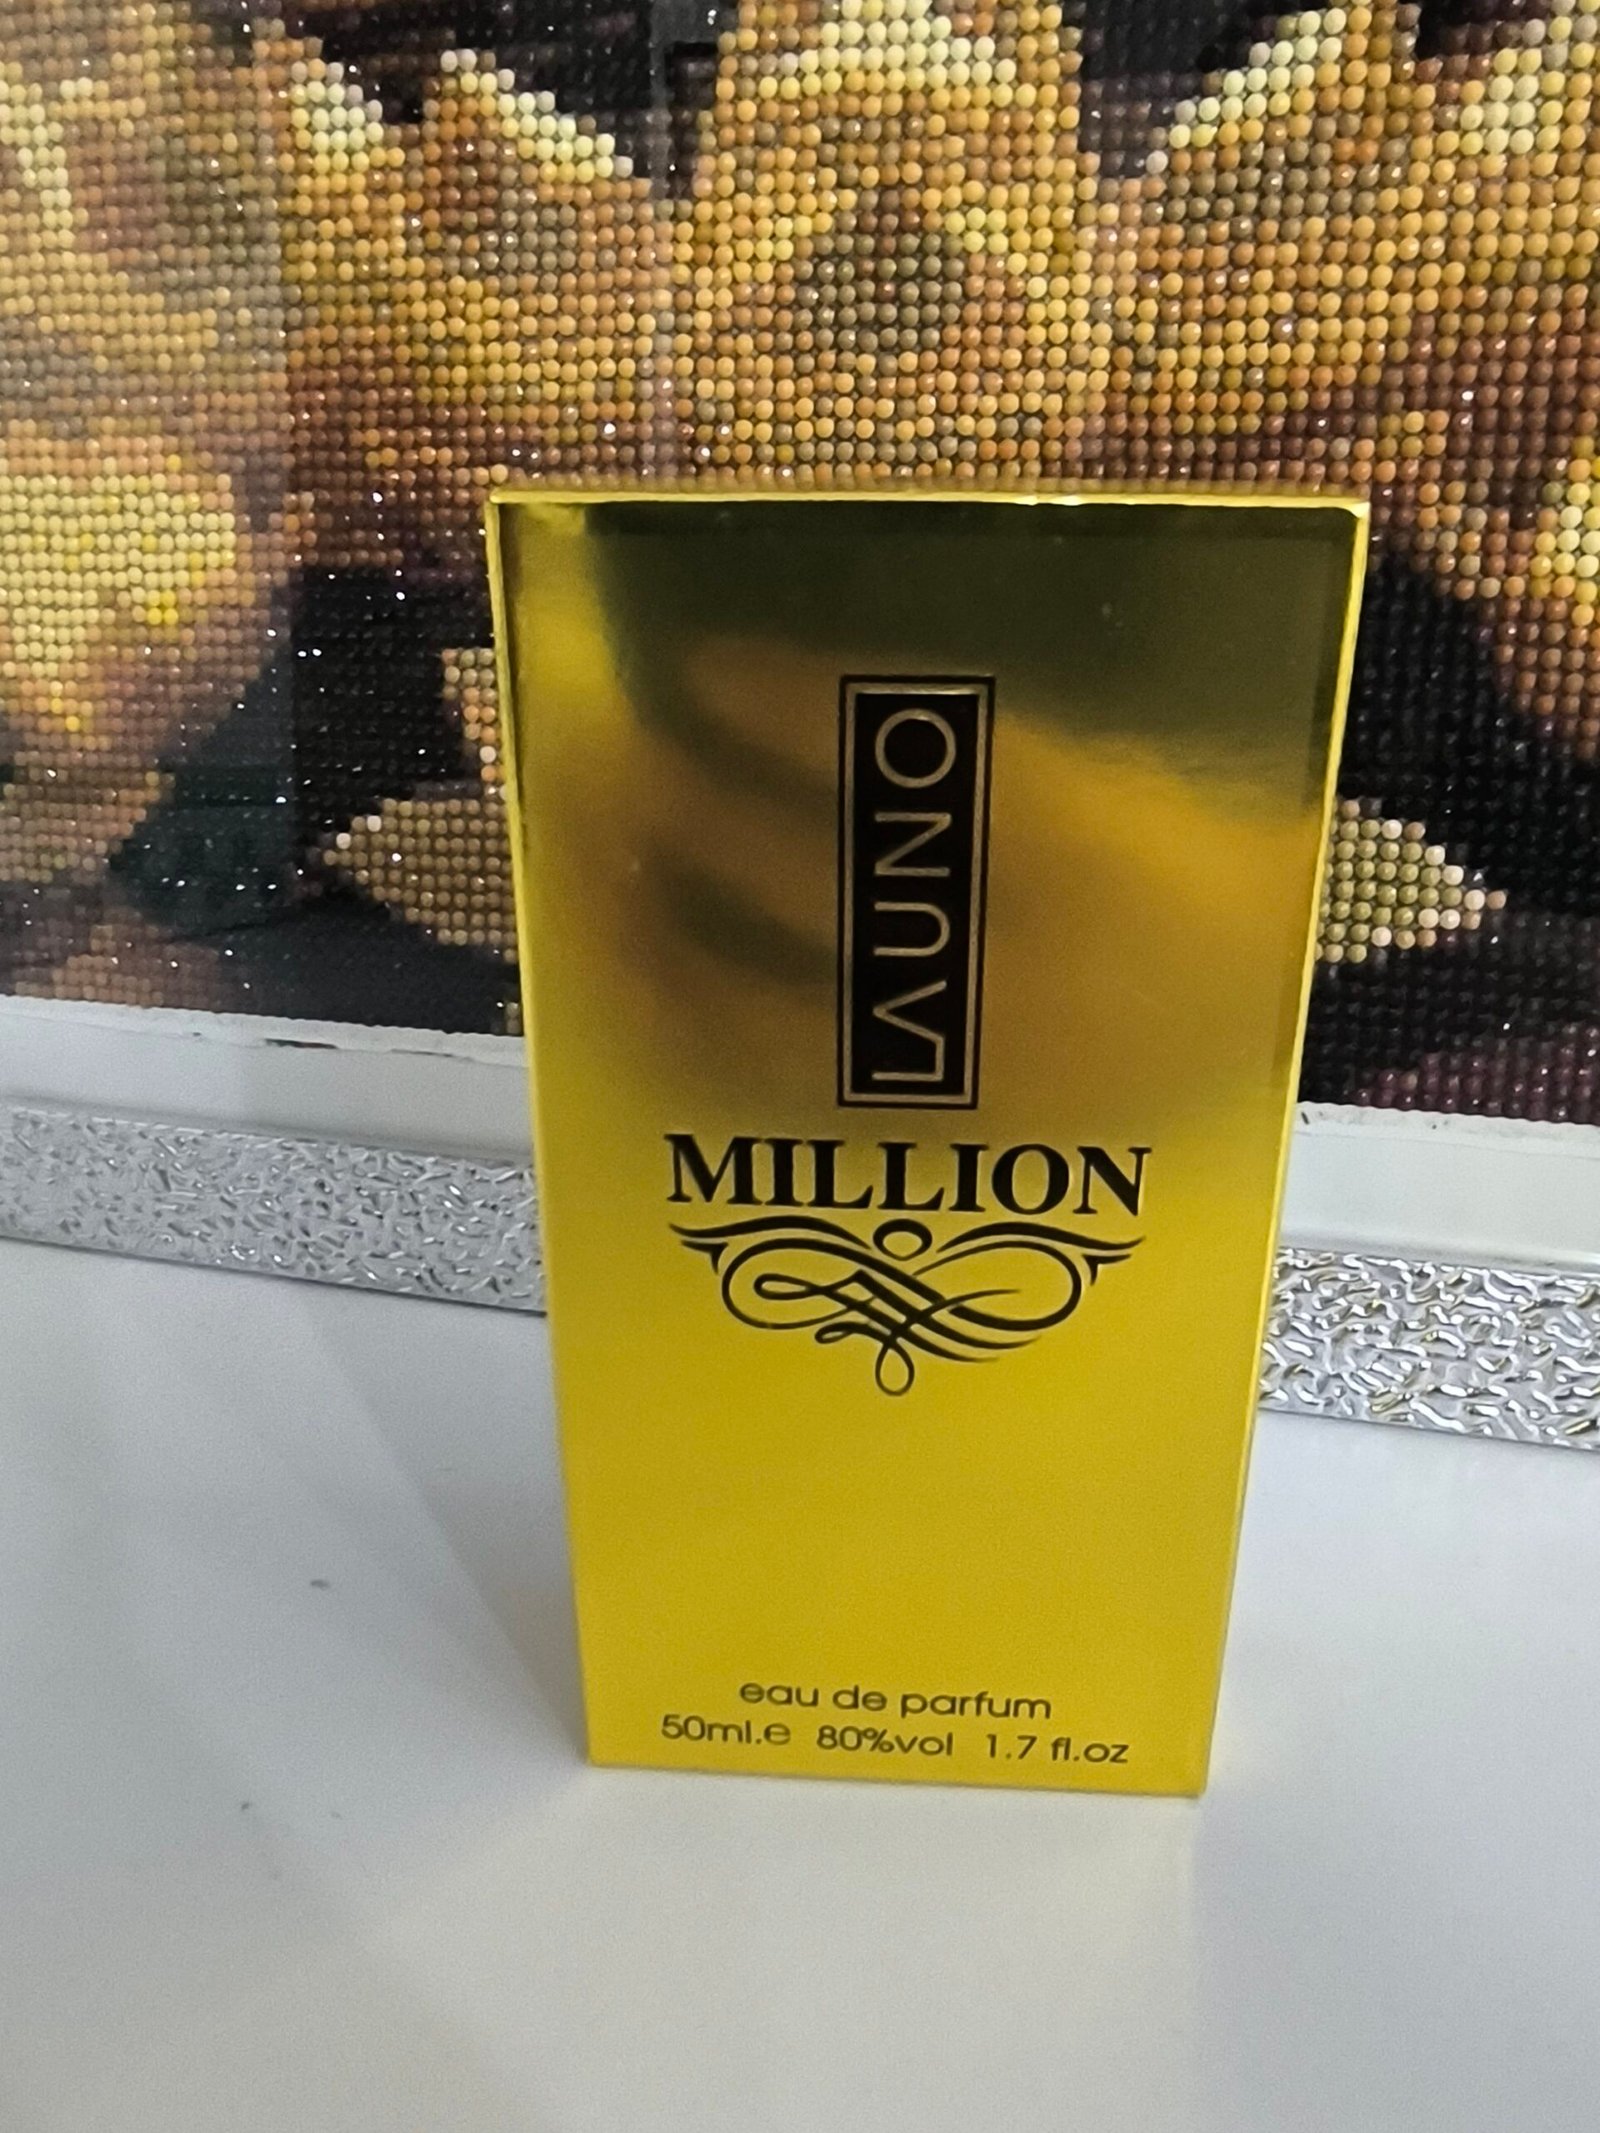 LAUNO
MILLION
eau de parfum
50ml.e 80%vol 1.7 fl.oz